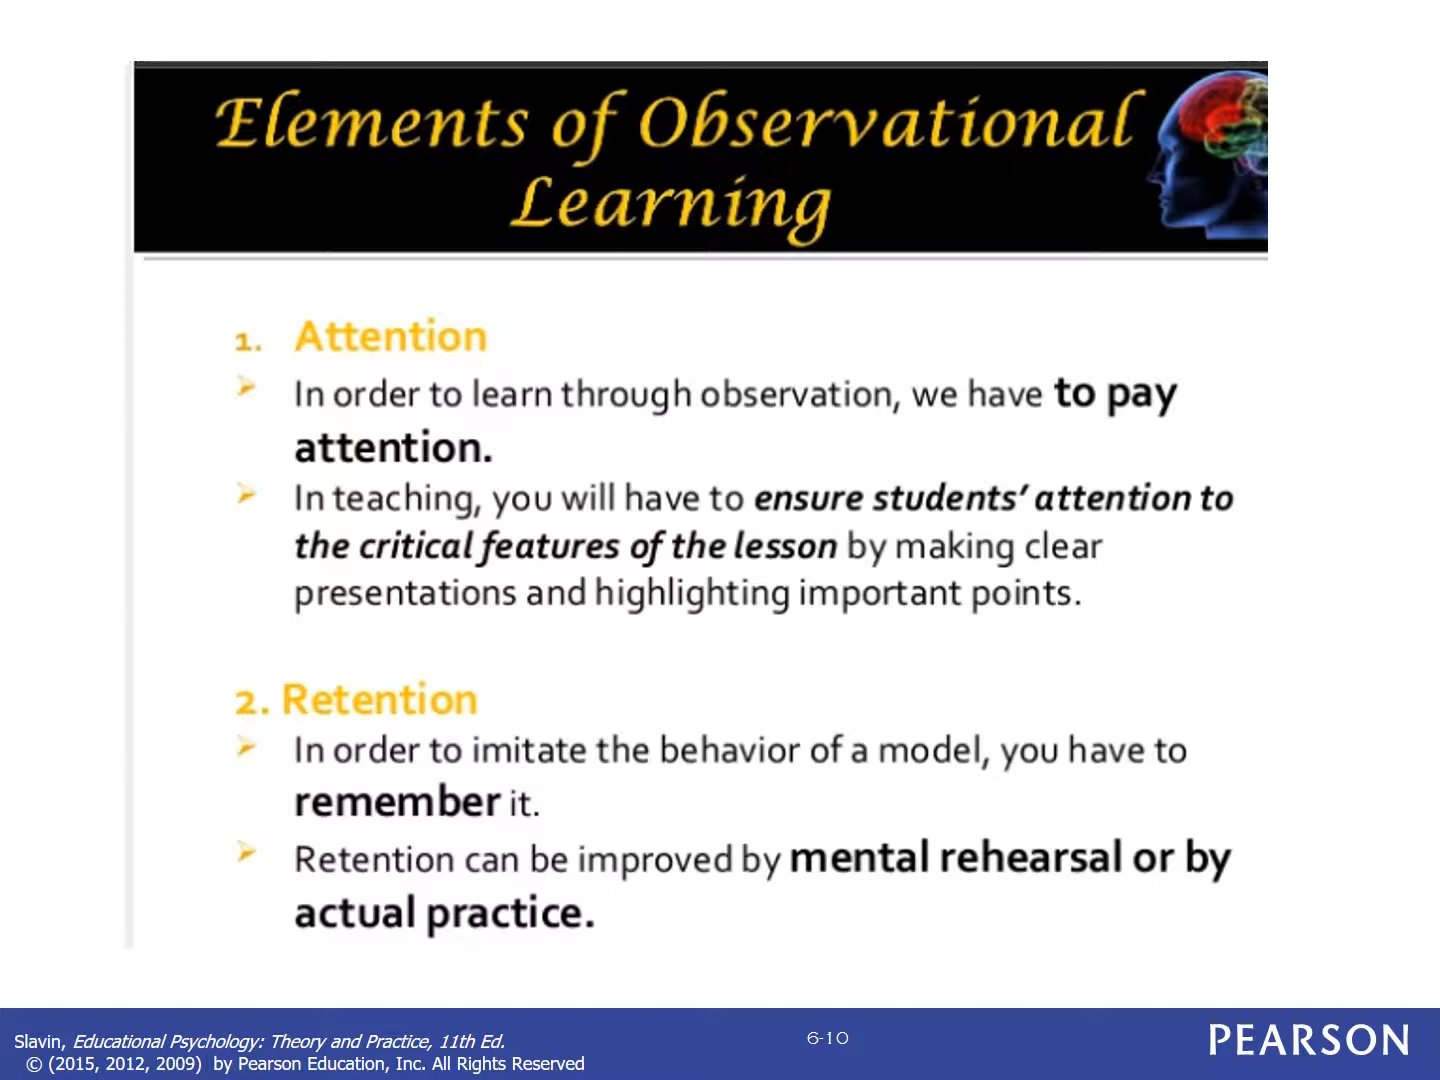 Elements of Observational
Learning
1. Attention
In order to learn through observation, we have to pay
attention.
In teaching, you will have to ensure students’ attention to
the critical features of the lesson by making clear
presentations and highlighting important points.
2. Retention
In order to imitate the behavior of a model, you have to
remember it.
Retention can be improved by mental rehearsal or by
actual practice.
Slavin, Educational Psychology: Theory and Practice, 11th Ed.
© (2015, 2012, 2009) by Pearson Education, Inc. All Rights Reserved
6-10
PEARSON